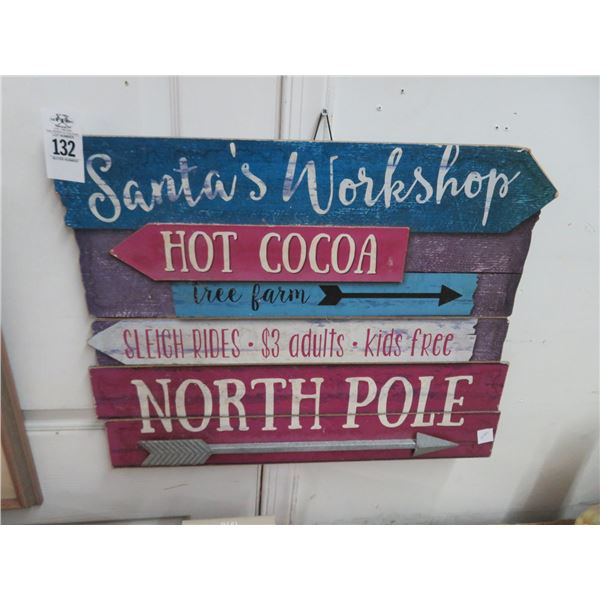 132
Santa's Workshop
HOT COCOA
tree farm
SLEIGH RIDES · $3 adults · kids free
NORTH POLE